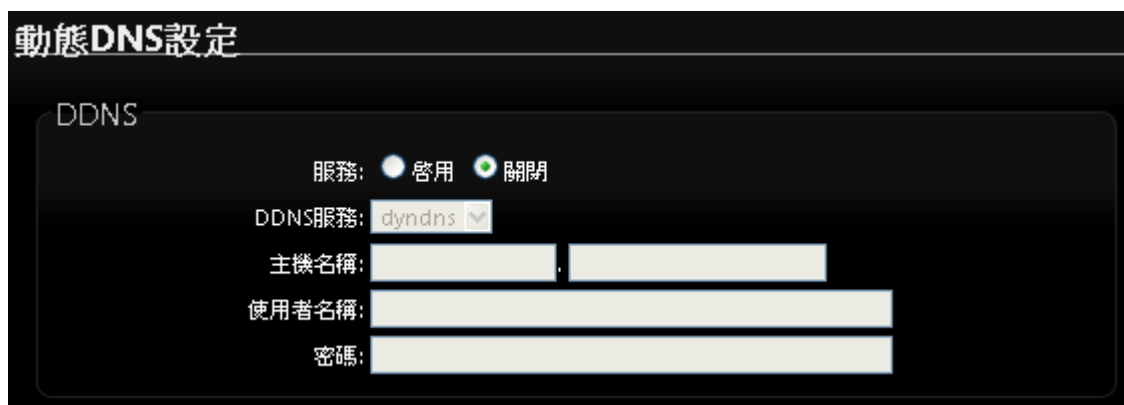 動態DNS設定
DDNS
服務: 啓用 關閉
DDNS服務: dyndns
主機名稱: .
使用者名稱:
密碼: